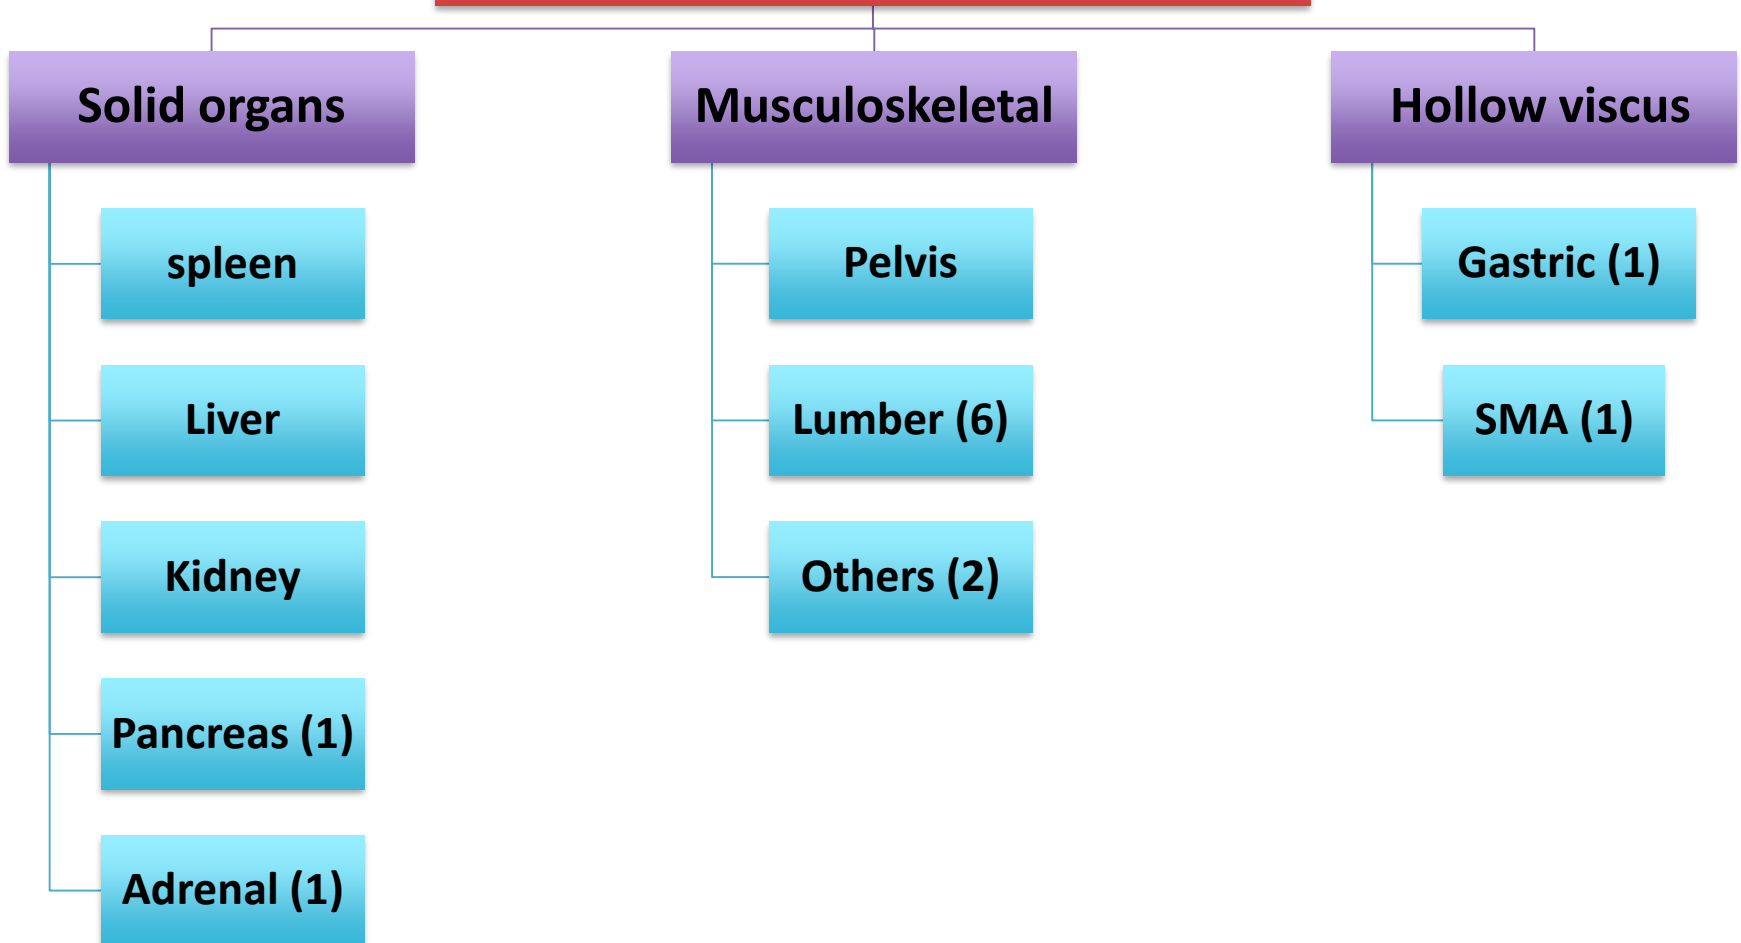 Solid organs
spleen
Liver
Kidney
Pancreas (1)
Adrenal (1)
Musculoskeletal
Pelvis
Lumber (6)
Others (2)
Hollow viscus
Gastric (1)
SMA (1)